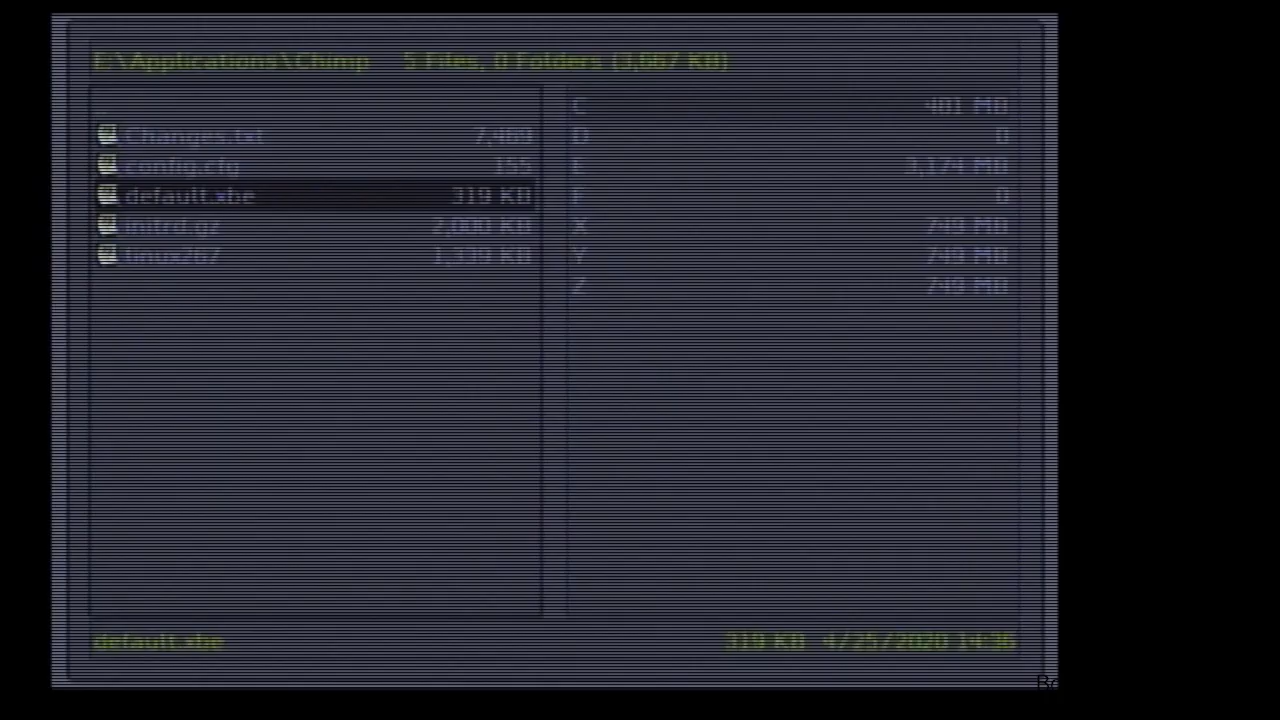 E:\Applications\Chimp 5 Files, 0 Folders (3,667 KB)
Changes.txt 7,469
config.cfg 155
default.xbe 319 KB
initrd.gz 2,000 KB
linux267 1,339 KB
C 401 MB
D 0
E 3,174 MB
F 0
X 749 MB
Y 749 MB
Z 749 MB
default.xbe 319 KB 4/25/2020 14:36